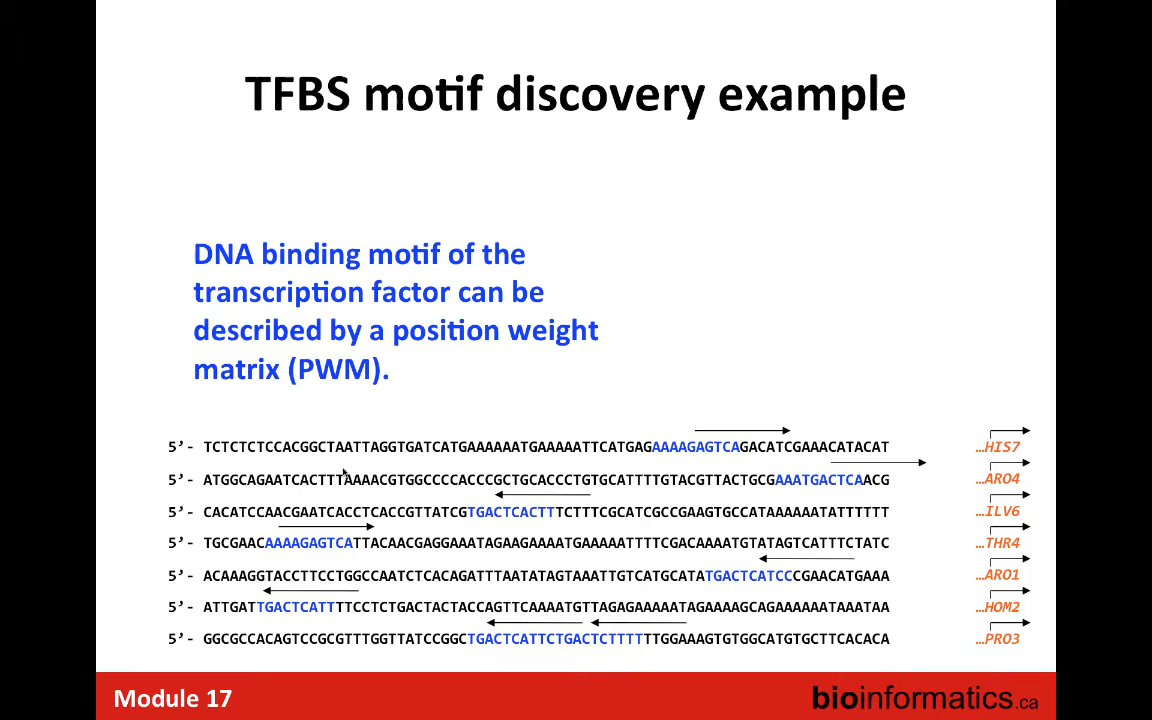 TFBS motif discovery example
DNA binding motif of the
transcription factor can be
described by a position weight
matrix (PWM).
5’- TCTCTCTCCACGGCTAATTAGGTGATCATGAAAAAATGAAAAATTCATGAGAAAAGAGTCAGACATCGAAACATACAT …HIS7
5’- ATGGCAGAATCACTTTAAAACGTGGCCCCACCCGCTGCACCCTGTGCATTTTGTACGTTACTGCGAAATGACTCAACG …ARO4
5’- CACATCCAACGAATCACCTCACCGTTATCGTGACTCACTTTCTTTCGCATCGCCGAAGTGCCATAAAAAATATTTTTT …ILV6
5’- TGCGAACAAAAGAGTCATTACAACGAGGAAATAGAAGAAAATGAAAAATTTTCGACAAAATGTATAGTCATTTCTATC …THR4
5’- ACAAAGGTACCTTCCTGGCCAATCTCACAGATTTAATATAGTAAATTGTCATGCATATGACTCATCCCGAACATGAAA …ARO1
5’- ATTGATTGACTCATTTTCCTCTGACTACTACCAGTTCAAAATGTTAGAGAAAAATAGAAAAGCAGAAAAAATAAATAA …HOM2
5’- GGCGCCACAGTCCGCGTTTGGTTATCCGGCTGACTCATTCTGACTCTTTTTTGGAAAGTGTGGCATGTGCTTCACACA …PRO3
Module 17
bioinformatics.ca